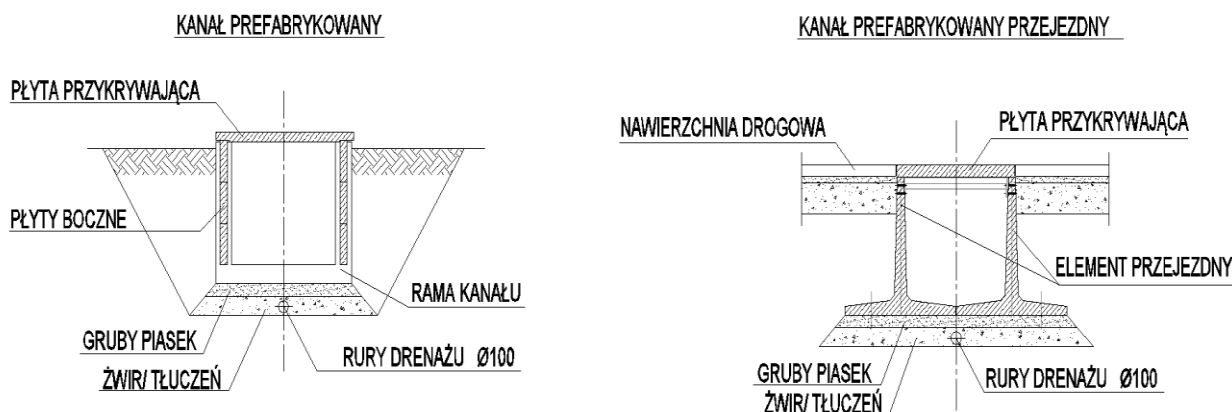 KANAŁ PREFABRYKOWANY
PŁYTA PRZYKRYWAJĄCA
PŁYTY BOCZNE
RAMA KANAŁU
GRUBY PIASEK
RURY DRENAŻU Ø100
ŻWIR/ TŁUCZEŃ
KANAŁ PREFABRYKOWANY PRZEJEZDNY
NAWIERZCHNIA DROGOWA
PŁYTA PRZYKRYWAJĄCA
ELEMENT PRZEJEZDNY
GRUBY PIASEK
RURY DRENAŻU Ø100
ŻWIR/ TŁUCZEŃ